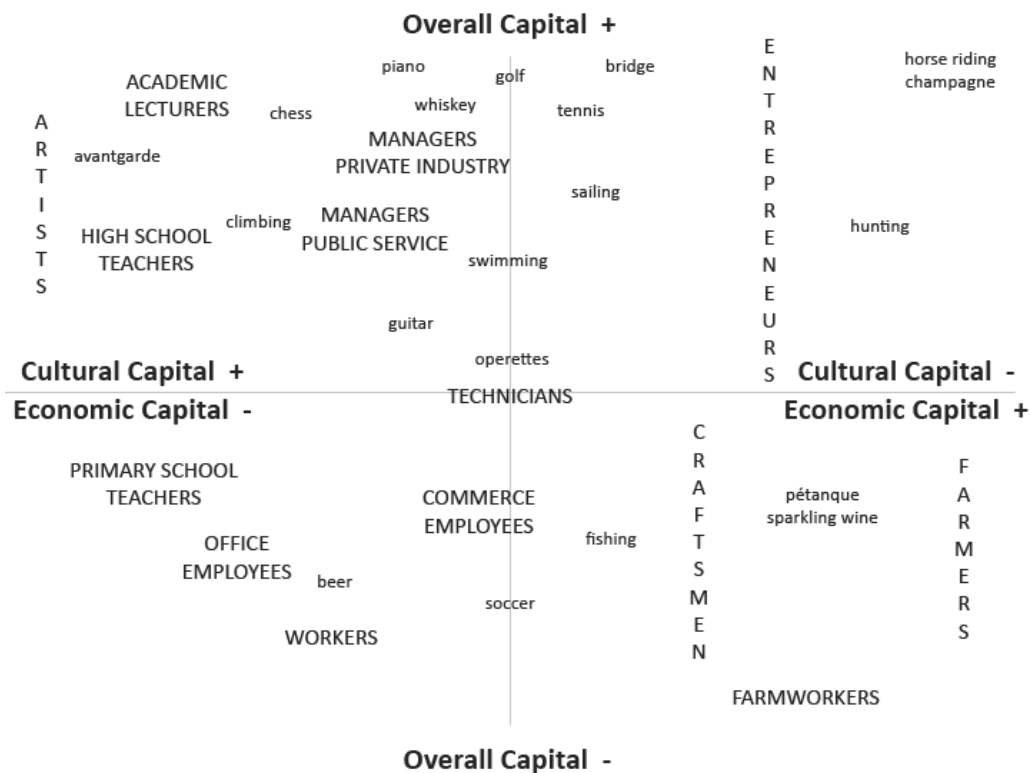 Overall Capital +
piano
golf
bridge
horse riding
champagne
ACADEMIC
LECTURERS
chess
whiskey
tennis
ENTREPRENEURS
ARTISTS
avantgarde
MANAGERS
PRIVATE INDUSTRY
sailing
climbing
MANAGERS
PUBLIC SERVICE
hunting
HIGH SCHOOL
TEACHERS
swimming
guitar
operettes
Cultural Capital +
Cultural Capital -
TECHNICIANS
Economic Capital -
Economic Capital +
PRIMARY SCHOOL
TEACHERS
COMMERCE
EMPLOYEES
CRAFTSMEN
pétanque
sparkling wine
FARMERS
OFFICE
EMPLOYEES
beer
fishing
soccer
WORKERS
FARMWORKERS
Overall Capital -